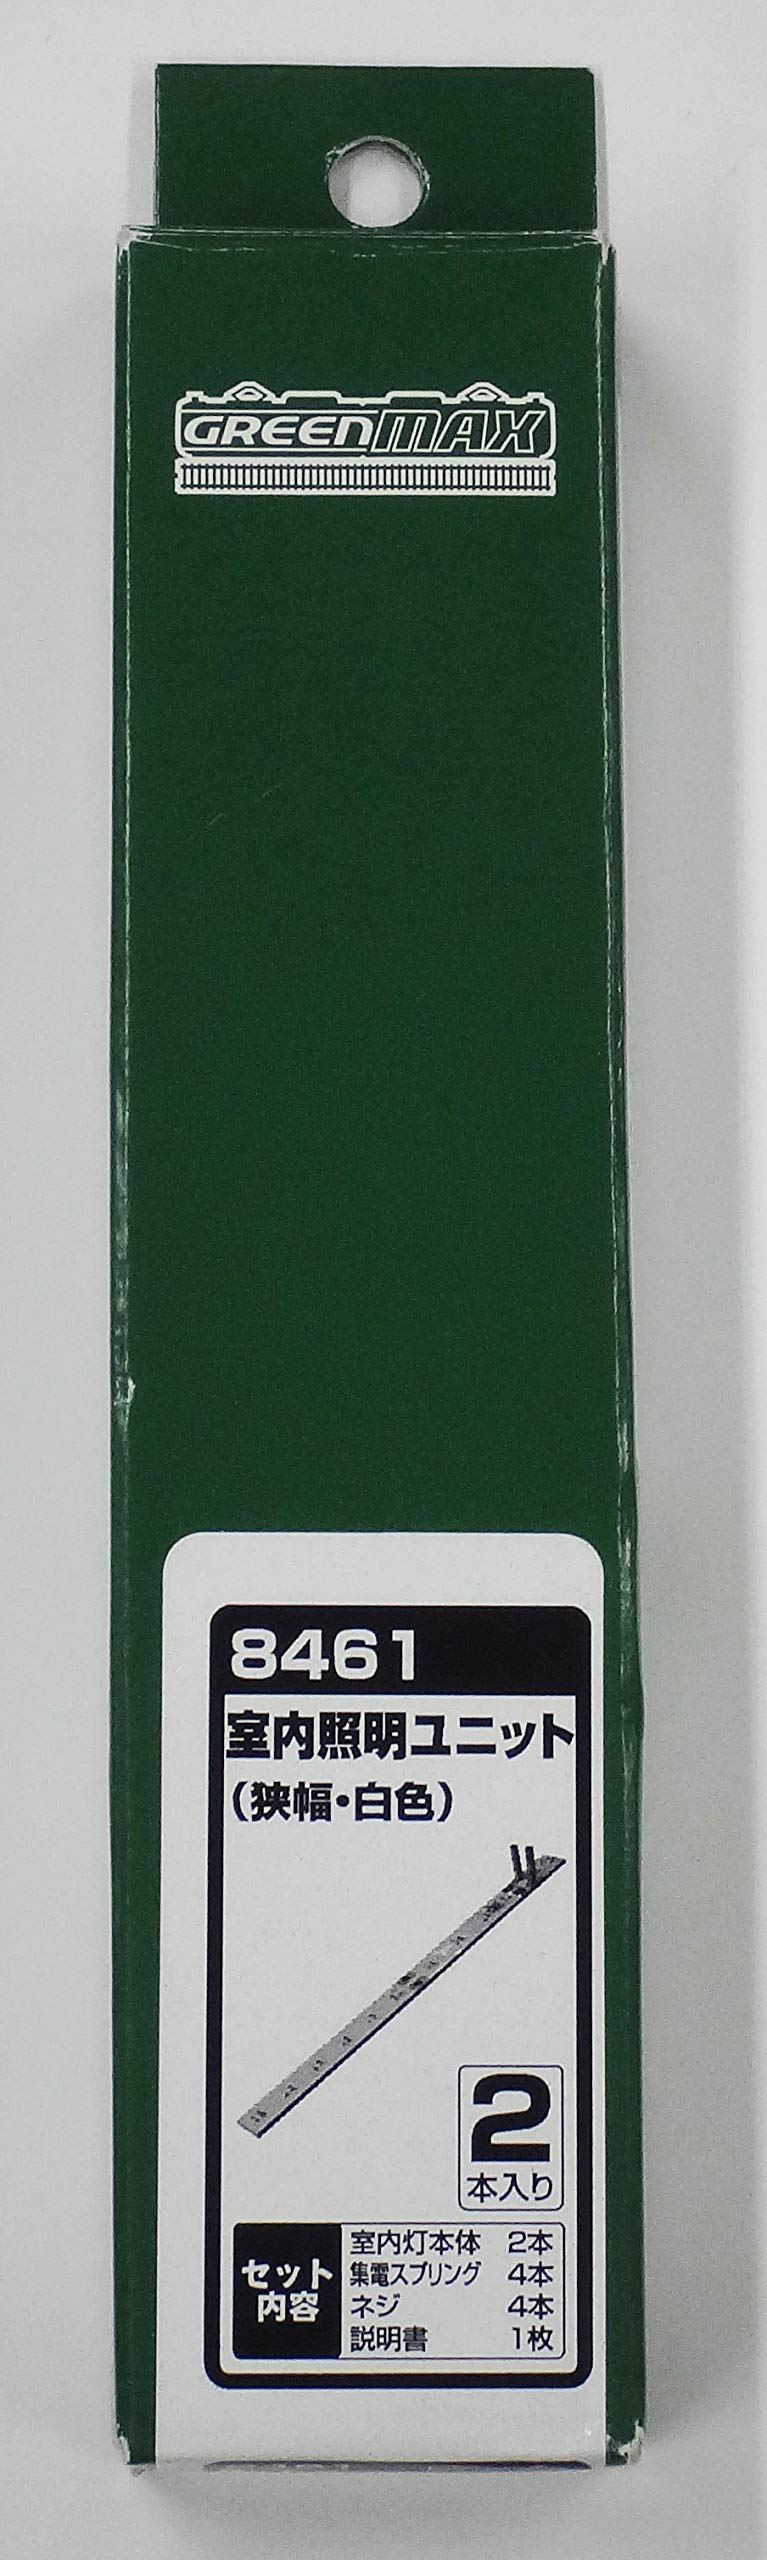 GREENMAX
8461
室内照明ユニット
(狭幅・白色)
2
本入り
セット
内容
室内灯本体 2本
集電スプリング 4本
ネジ 4本
説明書 1枚